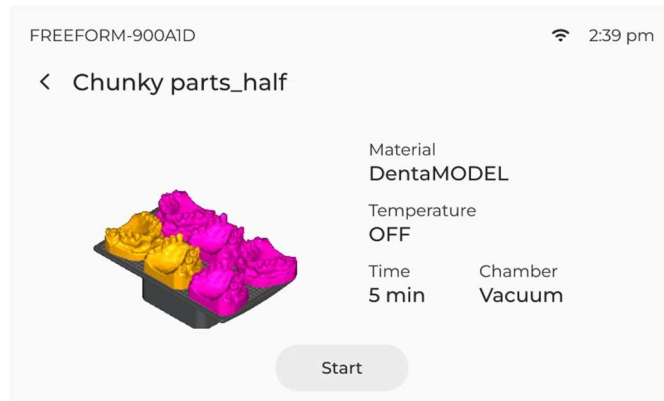 FREEFORM-900A1D
2:39 pm
Chunky parts_half
Material
DentaMODEL
Temperature
OFF
Time
Chamber
5 min
Vacuum
Start